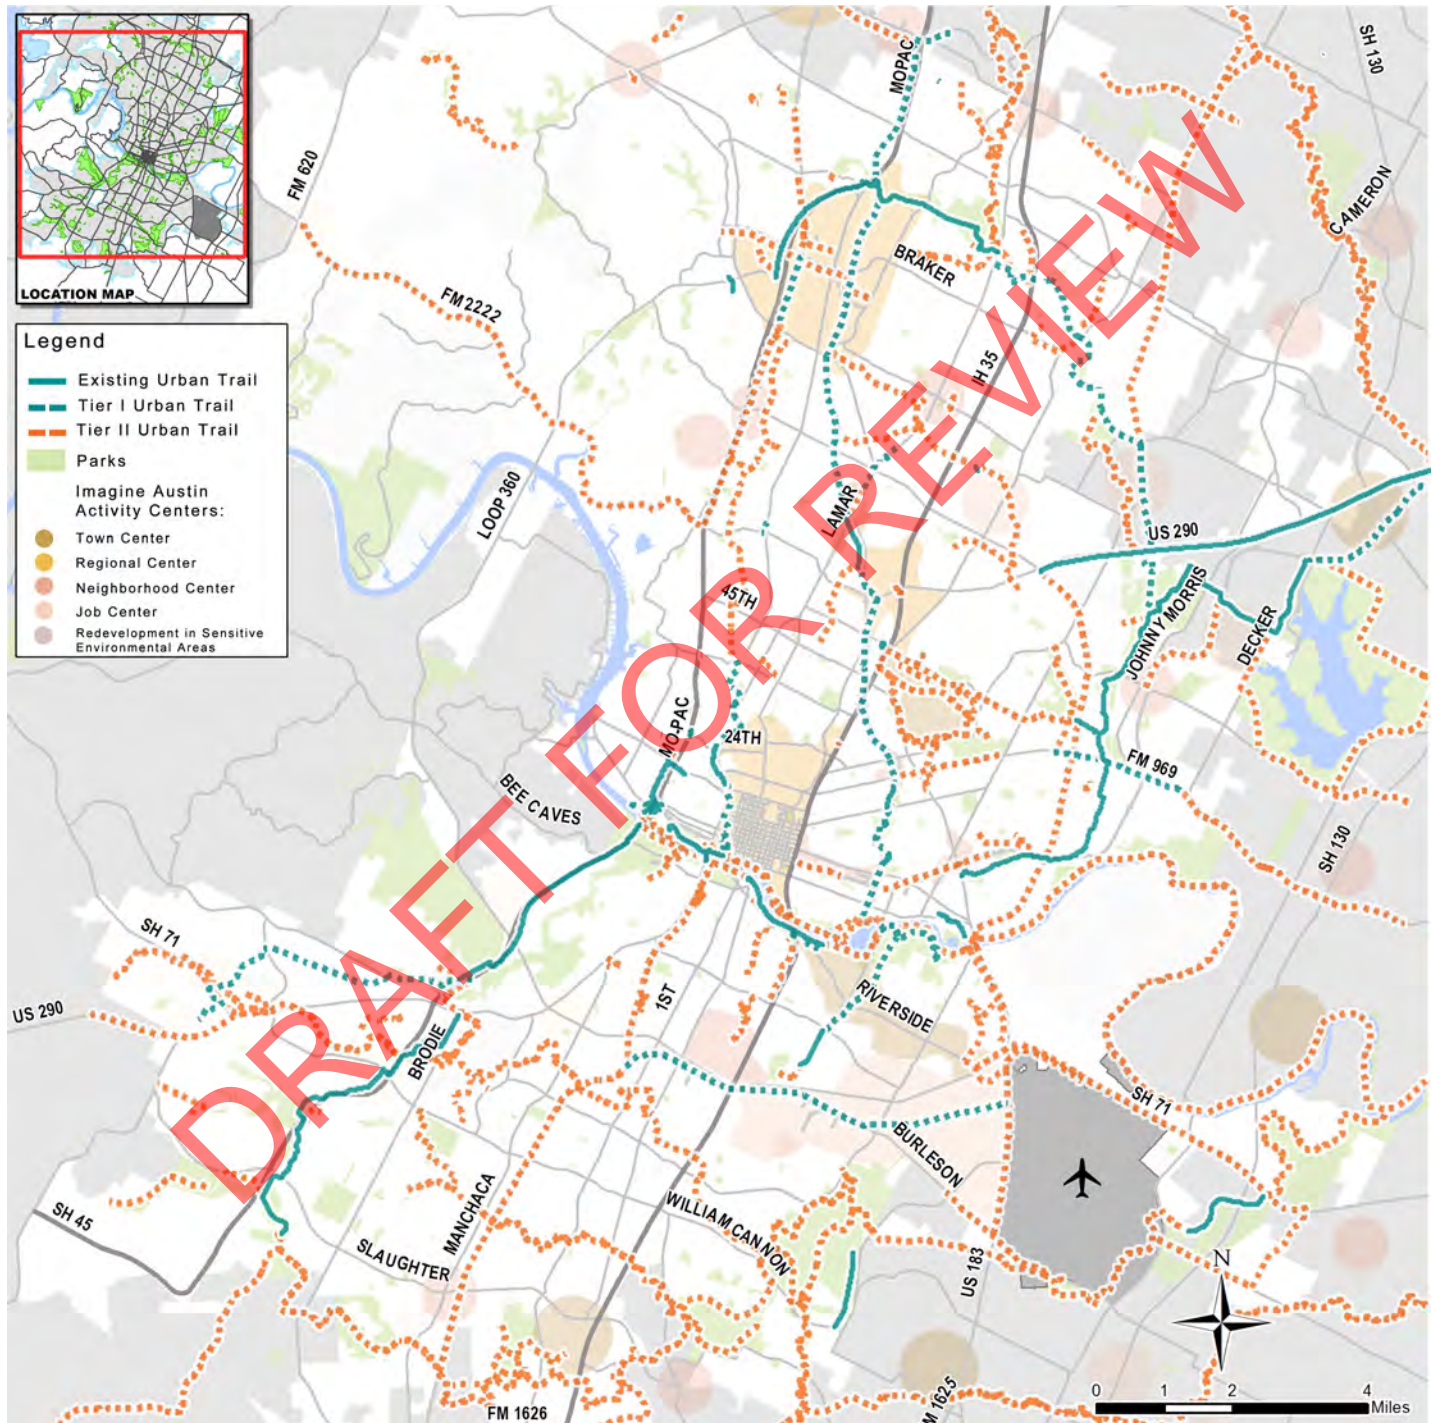 LOCATION MAP
Legend
Existing Urban Trail
Tier I Urban Trail
Tier II Urban Trail
Parks
Imagine Austin
Activity Centers:
Town Center
Regional Center
Neighborhood Center
Job Center
Redevelopment in Sensitive
Environmental Areas
DRAFT FOR REVIEW
MOPAC
SH 130
FM 620
CAMERON
BRAKER
FM 2222
IH 35
LOOP 360
LAMAR
US 290
45TH
JOHNNY MORRIS
DECKER
MO-PAC
24TH
FM 969
BEE CAVES
SH 130
SH 71
1ST
RIVERSIDE
US 290
BRODIE
SH 71
BURLESON
MANCHACA
WILLIAM CANNON
SH 45
SLAUGHTER
US 183
N
FM 1626
M 1625
0 1 2 4
Miles